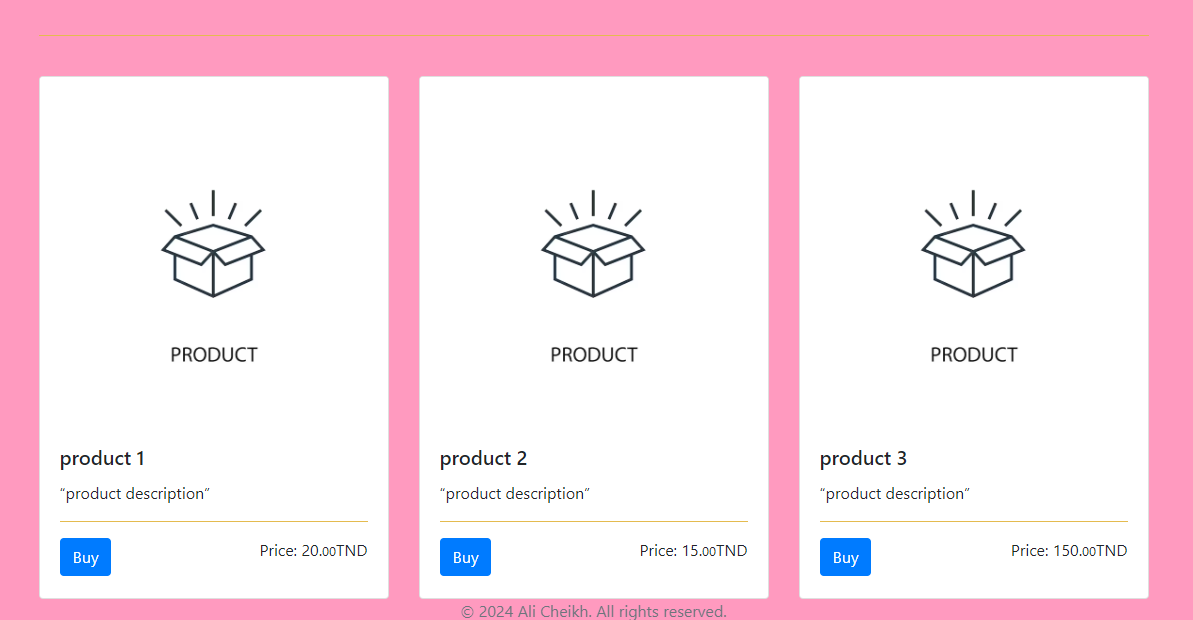 PRODUCT
product 1
“product description”
Buy
Price: 20.00TND
PRODUCT
product 2
“product description”
Buy
Price: 15.00TND
PRODUCT
product 3
“product description”
Buy
Price: 150.00TND
© 2024 Ali Cheikh. All rights reserved.